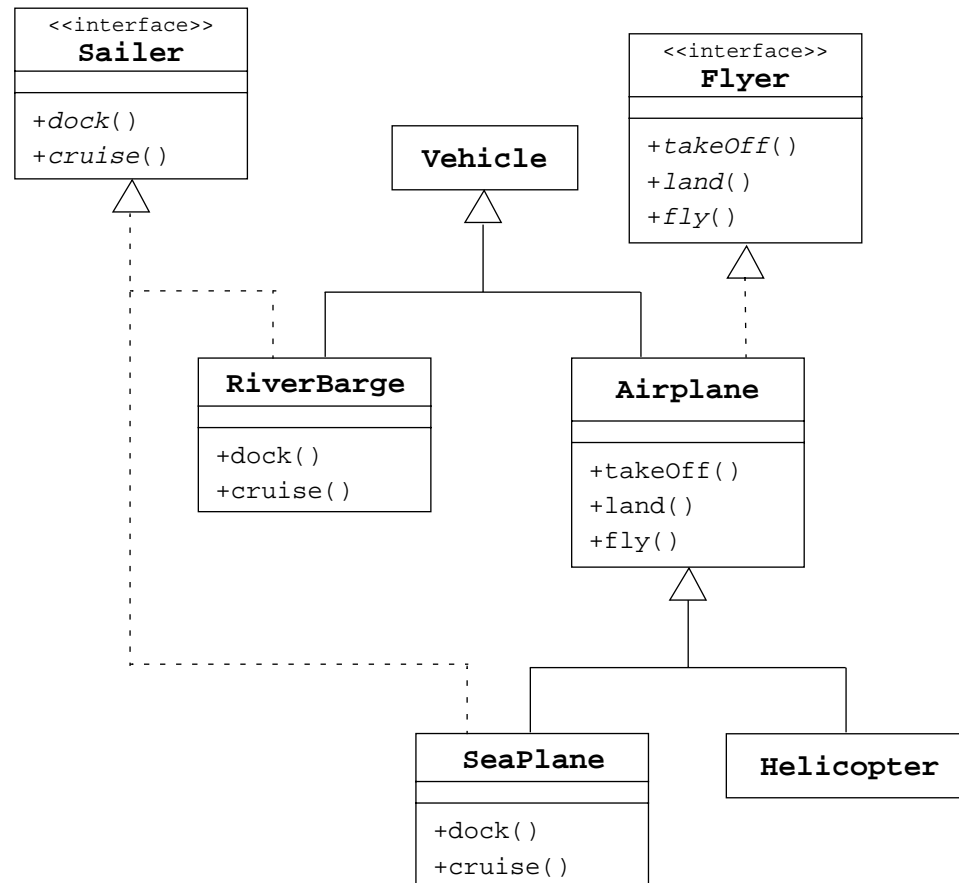 <<interface>>
Sailer
+dock()
+cruise()
<<interface>>
Flyer
+takeOff()
+land()
+fly()
Vehicle
RiverBarge
+dock()
+cruise()
Airplane
+takeOff()
+land()
+fly()
SeaPlane
+dock()
+cruise()
Helicopter